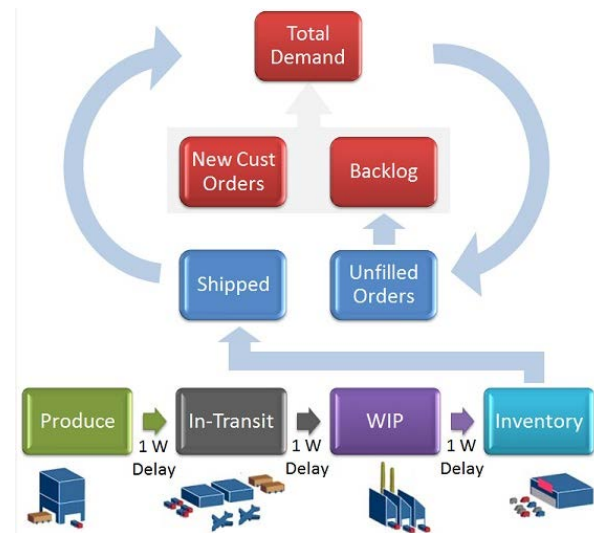 Total
Demand
New Cust
Orders
Backlog
Shipped
Unfilled
Orders
Produce
In-Transit
WIP
Inventory
1 W
Delay
1 W
Delay
1 W
Delay